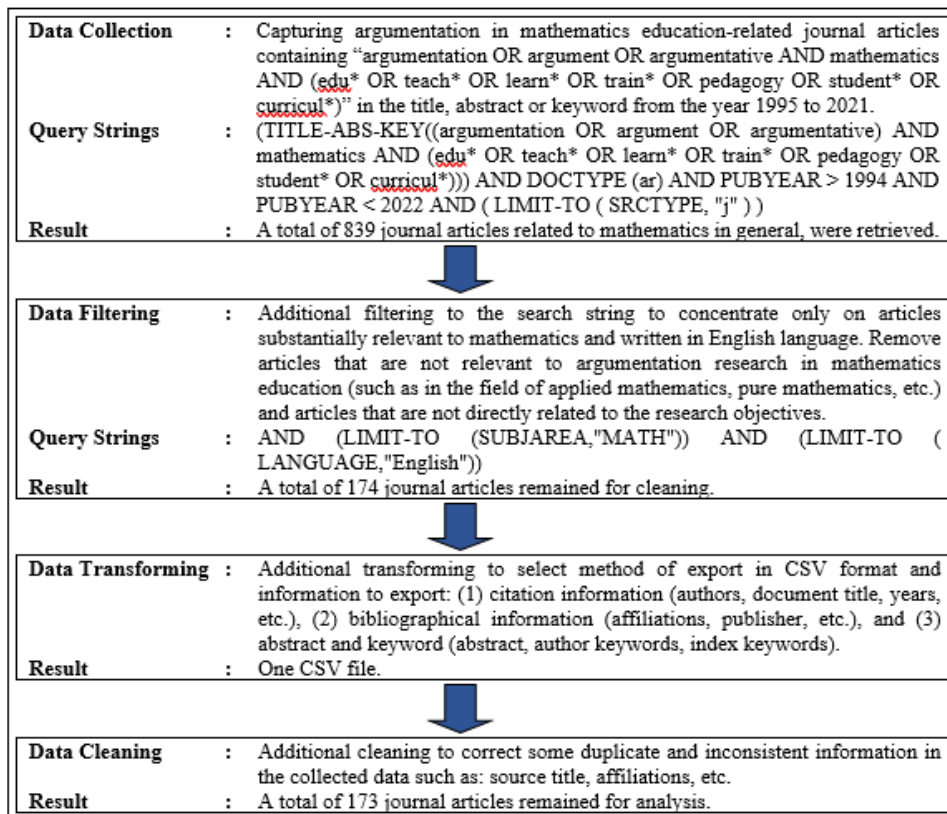 Data Collection : Capturing argumentation in mathematics education-related journal articles
containing “argumentation OR argument OR argumentative AND mathematics
AND (edu* OR teach* OR learn* OR train* OR pedagogy OR student* OR
curricul*)” in the title, abstract or keyword from the year 1995 to 2021.
Query Strings : (TITLE-ABS-KEY((argumentation OR argument OR argumentative) AND
mathematics AND (edu* OR teach* OR learn* OR train* OR pedagogy OR
student* OR curricul*))) AND DOCTYPE (ar) AND PUBYEAR > 1994 AND
PUBYEAR < 2022 AND ( LIMIT-TO ( SRCTYPE, "j" ) )
Result : A total of 839 journal articles related to mathematics in general, were retrieved.
Data Filtering : Additional filtering to the search string to concentrate only on articles
substantially relevant to mathematics and written in English language. Remove
articles that are not relevant to argumentation research in mathematics
education (such as in the field of applied mathematics, pure mathematics, etc.)
and articles that are not directly related to the research objectives.
Query Strings : AND (LIMIT-TO (SUBJAREA,"MATH")) AND (LIMIT-TO (
LANGUAGE,"English"))
Result : A total of 174 journal articles remained for cleaning.
Data Transforming : Additional transforming to select method of export in CSV format and
information to export: (1) citation information (authors, document title, years,
etc.), (2) bibliographical information (affiliations, publisher, etc.), and (3)
abstract and keyword (abstract, author keywords, index keywords).
Result : One CSV file.
Data Cleaning : Additional cleaning to correct some duplicate and inconsistent information in
the collected data such as: source title, affiliations, etc.
Result : A total of 173 journal articles remained for analysis.